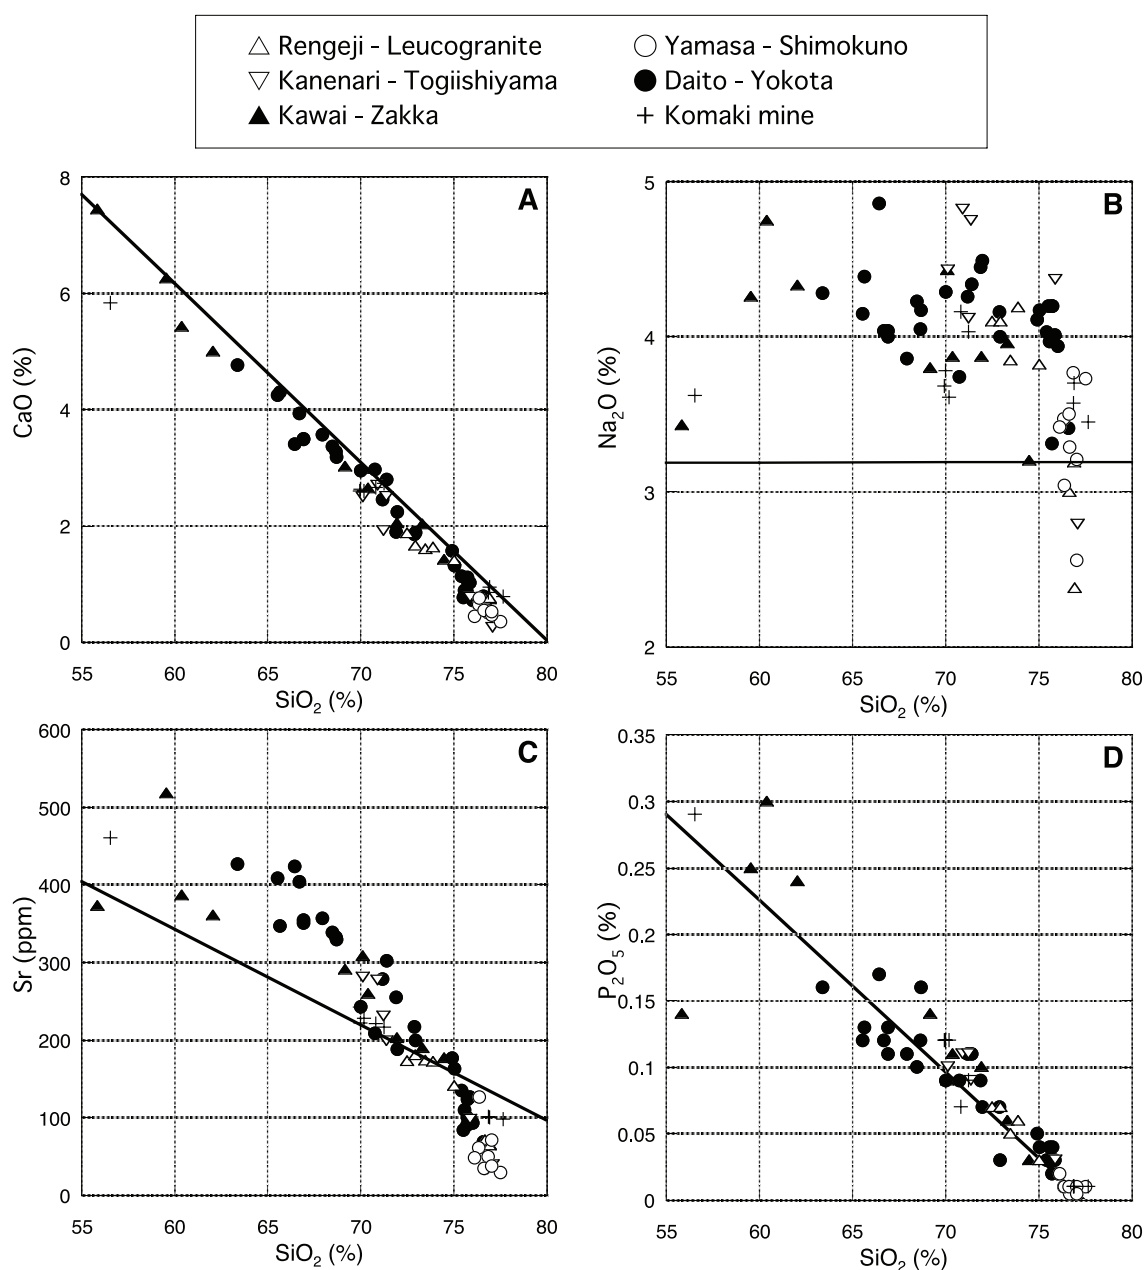 Rengeji - Leucogranite
Yamasa - Shimokuno
Kanenari - Togiishiyama
Daito - Yokota
Kawai - Zakka
Komaki mine
A
8
6
4
2
0
CaO (%)
55 60 65 70 75 80
SiO₂ (%)
B
5
4
3
2
Na₂O (%)
55 60 65 70 75 80
SiO₂ (%)
C
600
500
400
300
200
100
0
Sr (ppm)
55 60 65 70 75 80
SiO₂ (%)
D
0.35
0.3
0.25
0.2
0.15
0.1
0.05
0
P₂O₅ (%)
55 60 65 70 75 80
SiO₂ (%)